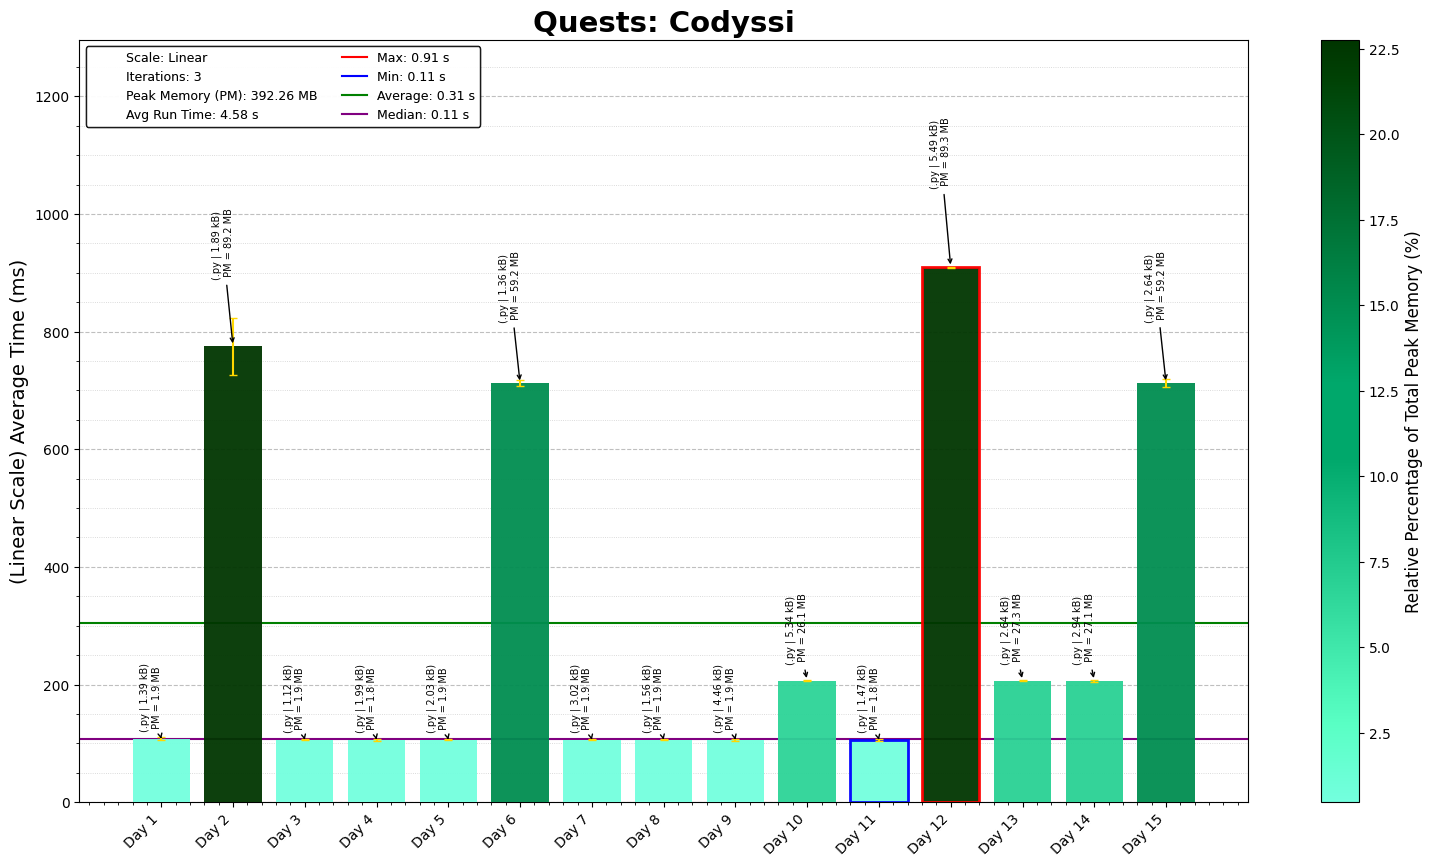 Quests: Codyssi
Scale: Linear
Iterations: 3
Peak Memory (PM): 392.26 MB
Avg Run Time: 4.58 s
Max: 0.91 s
Min: 0.11 s
Average: 0.31 s
Median: 0.11 s
(Linear Scale) Average Time (ms)
1200
1000
800
600
400
200
0
(.py | 1.39 kB)
PM = 1.9 MB
(.py | 1.89 kB)
PM = 89.2 MB
(.py | 1.12 kB)
PM = 1.9 MB
(.py | 1.99 kB)
PM = 1.8 MB
(.py | 2.03 kB)
PM = 1.9 MB
(.py | 1.36 kB)
PM = 59.2 MB
(.py | 3.02 kB)
PM = 1.9 MB
(.py | 1.56 kB)
PM = 1.9 MB
(.py | 4.46 kB)
PM = 1.9 MB
(.py | 5.34 kB)
PM = 26.1 MB
(.py | 1.47 kB)
PM = 1.8 MB
(.py | 5.49 kB)
PM = 89.3 MB
(.py | 2.64 kB)
PM = 27.3 MB
(.py | 2.94 kB)
PM = 27.1 MB
(.py | 2.64 kB)
PM = 59.2 MB
Day 1
Day 2
Day 3
Day 4
Day 5
Day 6
Day 7
Day 8
Day 9
Day 10
Day 11
Day 12
Day 13
Day 14
Day 15
22.5
20.0
17.5
15.0
12.5
10.0
7.5
5.0
2.5
Relative Percentage of Total Peak Memory (%)